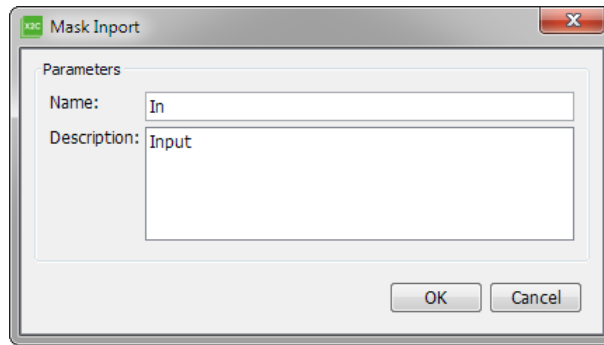 X2C Mask Inport
Parameters
Name: In
Description: Input
OK Cancel